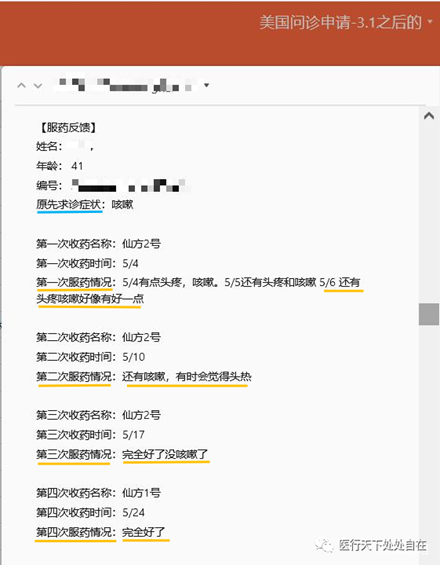 美国问诊申请-3.1之后的
【服药反馈】
姓名：
年龄： 41
编号：
原先求诊症状：咳嗽
第一次收药名称：仙方2号
第一次收药时间：5/4
第一次服药情况：5/4有点头疼，咳嗽。5/5还有头疼和咳嗽 5/6 还有
头疼咳嗽好像有好一点
第二次收药名称：仙方2号
第二次收药时间：5/10
第二次服药情况：还有咳嗽，有时会觉得头热
第三次收药名称：仙方2号
第三次收药时间：5/17
第三次服药情况：完全好了没咳嗽了
第四次收药名称：仙方1号
第四次收药时间：5/24
第四次服药情况：完全好了
医行天下处处自在